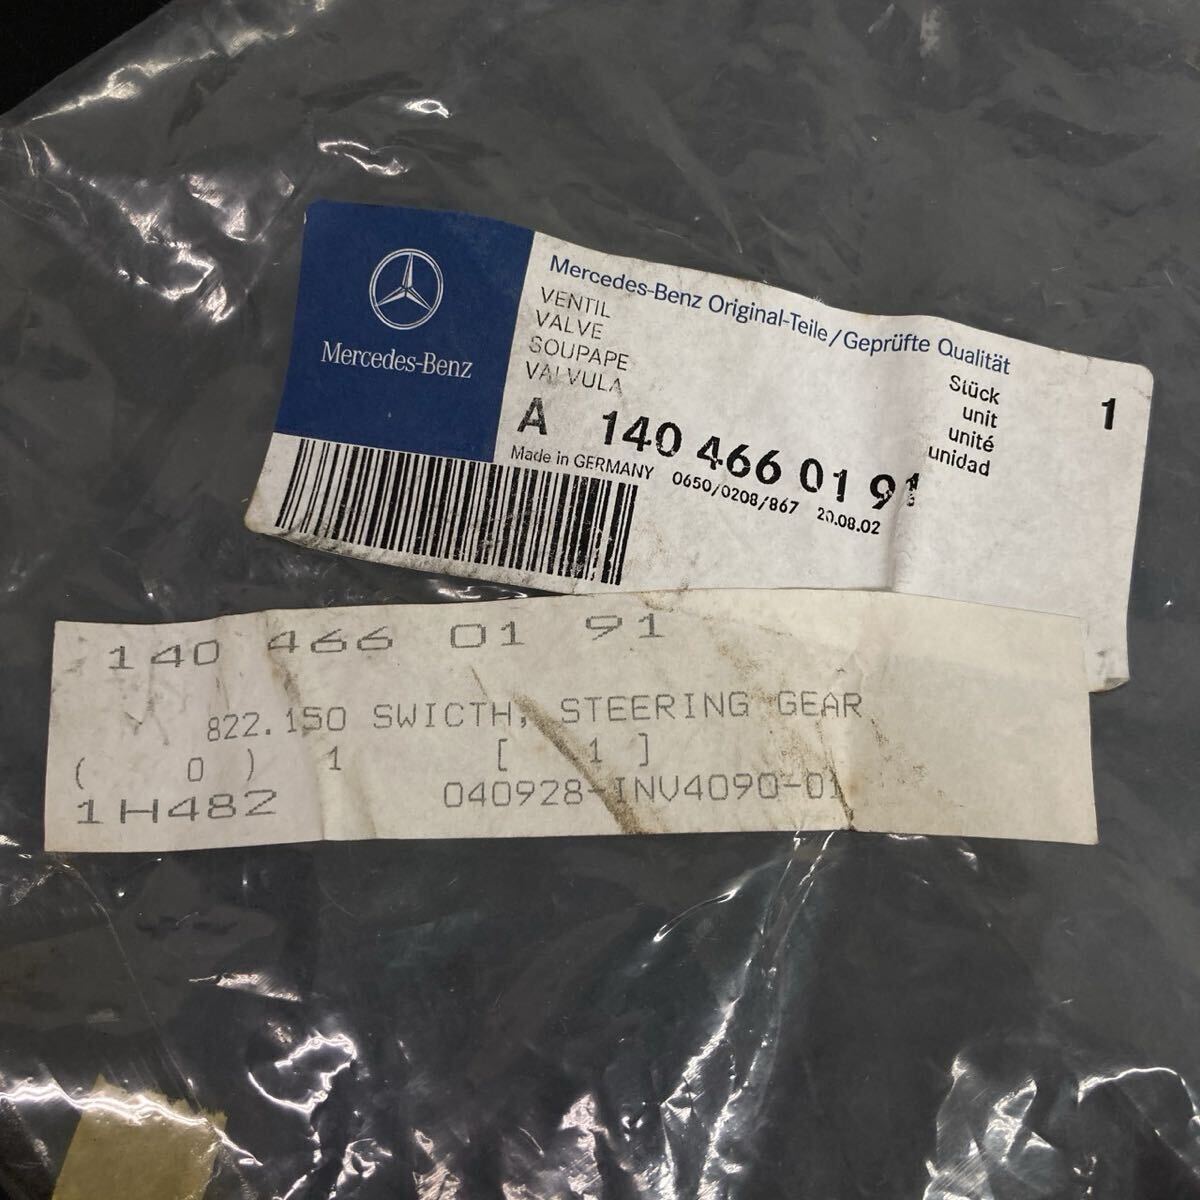 Mercedes-Benz
Mercedes-Benz Original-Teile/Geprüfte Qualität
VENTIL
VALVE
SOUPAPE
VALVULA
Stück
unit
unité
unidad
1
A 140 466 01 91
Made in GERMANY 0650/0208/867 20.08.02
140 466 01 91
822.150 SWICTH, STEERING GEAR
( 0 ) 1 [ 1 ]
1H482 040928-INV4090-01